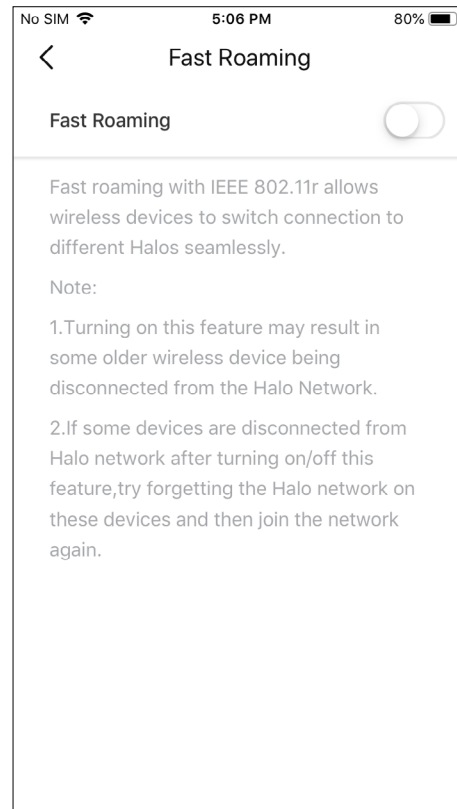 No SIM 5:06 PM 80%
Fast Roaming
Fast Roaming
Fast roaming with IEEE 802.11r allows
wireless devices to switch connection to
different Halos seamlessly.
Note:
1.Turning on this feature may result in
some older wireless device being
disconnected from the Halo Network.
2.If some devices are disconnected from
Halo network after turning on/off this
feature,try forgetting the Halo network on
these devices and then join the network
again.